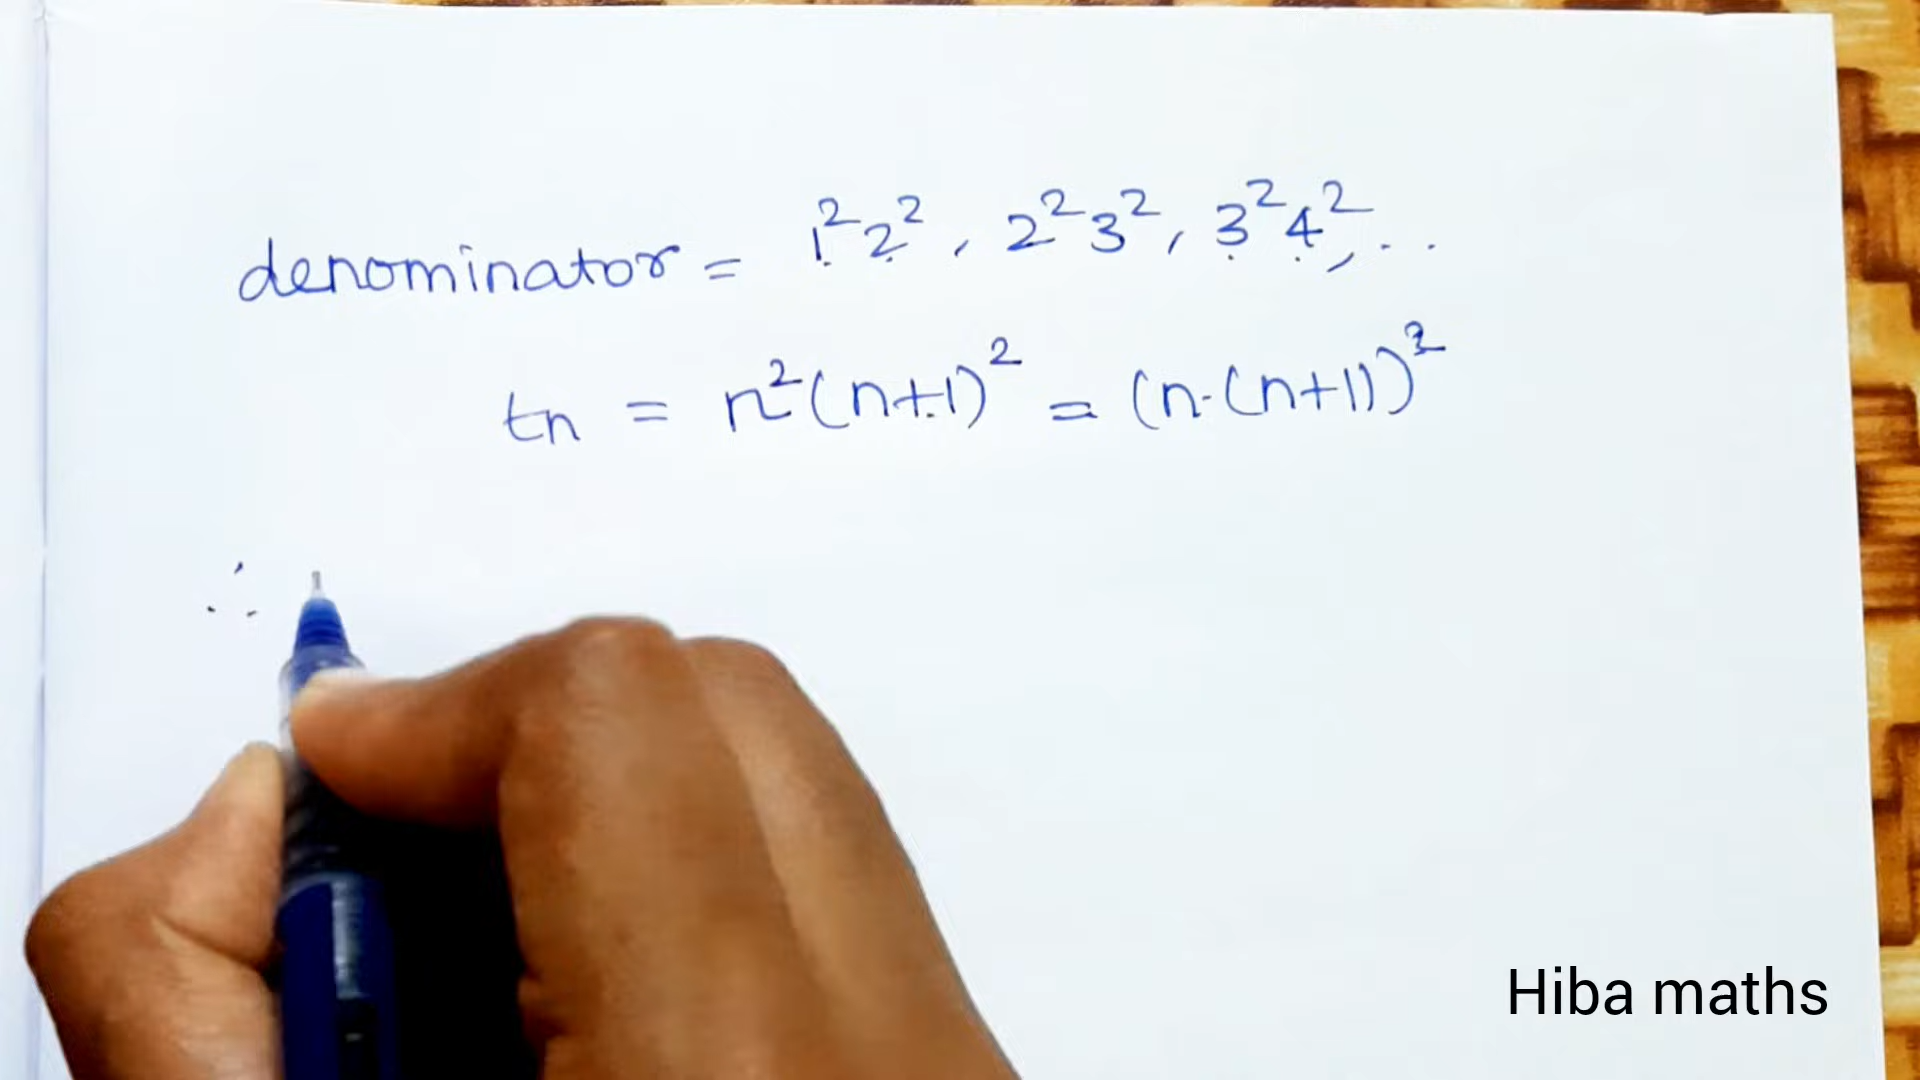 denominator = 1²2², 2²3², 3²4², ..
tn = n²(n+1)² = (n·(n+1))²
∴
Hiba maths